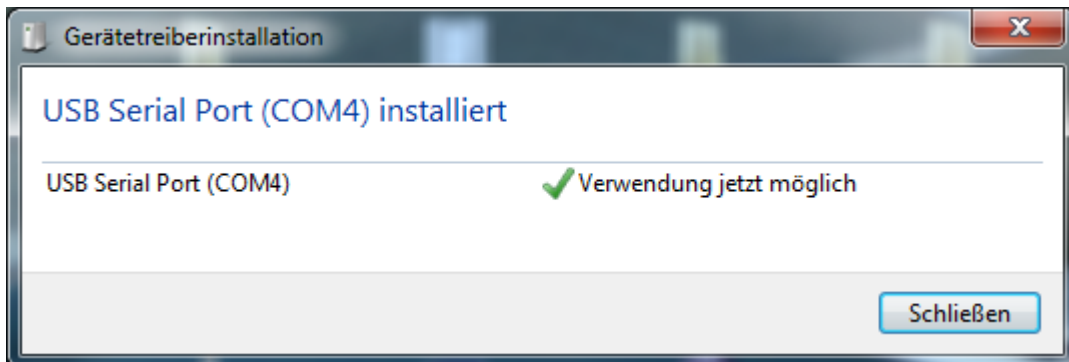 Gerätetreiberinstallation
USB Serial Port (COM4) installiert
USB Serial Port (COM4) Verwendung jetzt möglich
Schließen